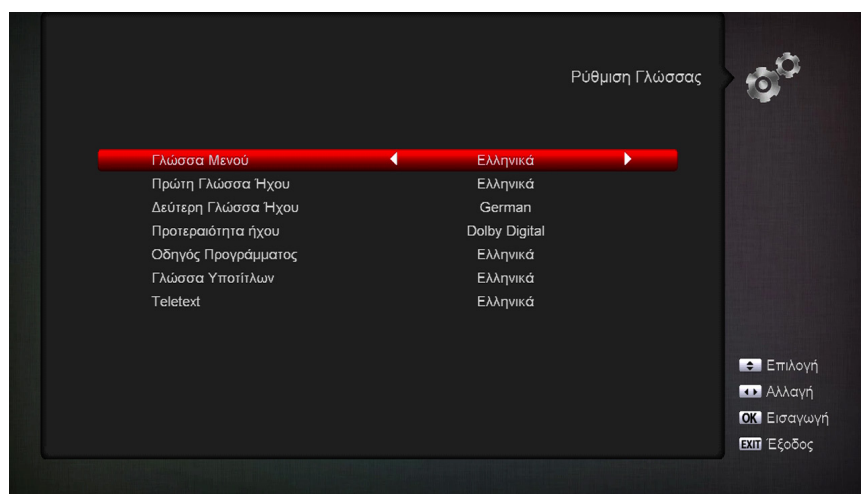 Ρύθμιση Γλώσσας
Γλώσσα Μενού Ελληνικά
Πρώτη Γλώσσα Ήχου Ελληνικά
Δεύτερη Γλώσσα Ήχου German
Προτεραιότητα ήχου Dolby Digital
Οδηγός Προγράμματος Ελληνικά
Γλώσσα Υποτίτλων Ελληνικά
Teletext Ελληνικά
Επιλογή
Αλλαγή
OK Εισαγωγή
EXIT Έξοδος